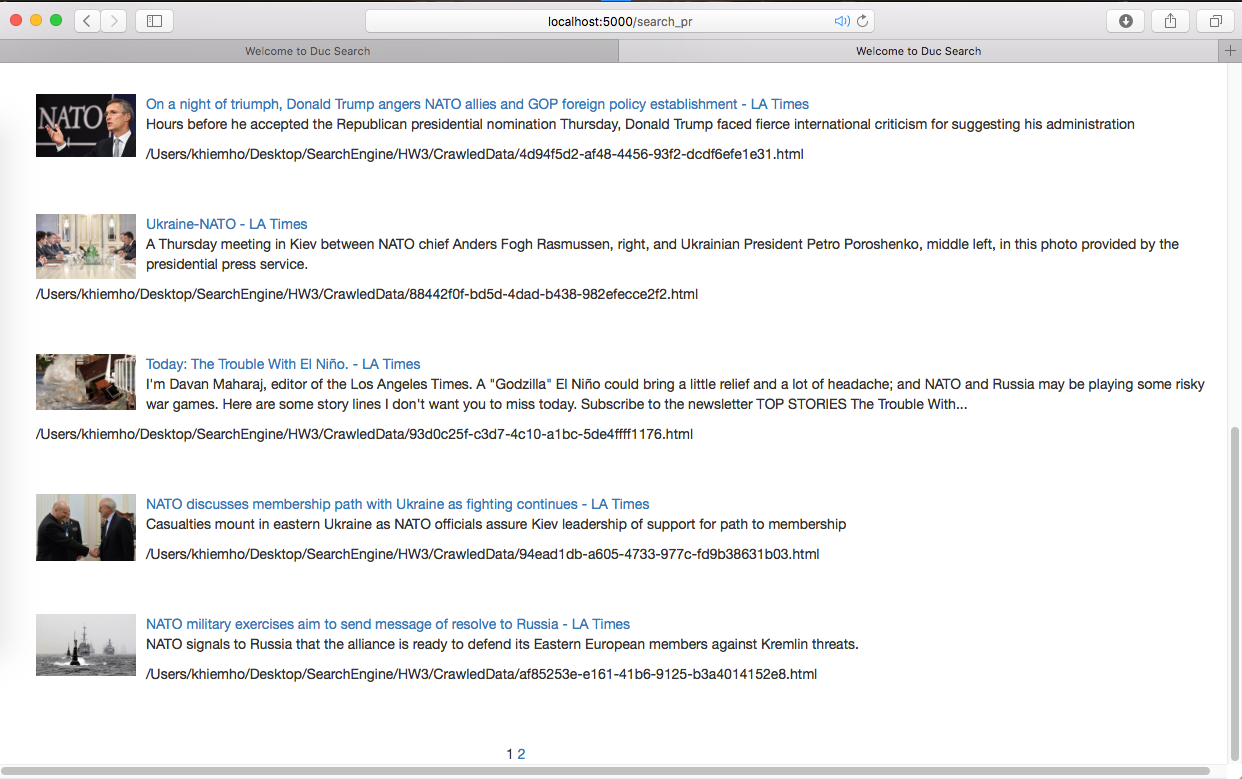 localhost:5000/search_pr
Welcome to Duc Search
Welcome to Duc Search
NATO
On a night of triumph, Donald Trump angers NATO allies and GOP foreign policy establishment - LA Times
Hours before he accepted the Republican presidential nomination Thursday, Donald Trump faced fierce international criticism for suggesting his administration
/Users/khiemho/Desktop/SearchEngine/HW3/CrawledData/4d94f5d2-af48-4456-93f2-dcdf6efe1e31.html
Ukraine-NATO - LA Times
A Thursday meeting in Kiev between NATO chief Anders Fogh Rasmussen, right, and Ukrainian President Petro Poroshenko, middle left, in this photo provided by the
presidential press service.
/Users/khiemho/Desktop/SearchEngine/HW3/CrawledData/88442f0f-bd5d-4dad-b438-982efecce2f2.html
Today: The Trouble With El Niño. - LA Times
I'm Davan Maharaj, editor of the Los Angeles Times. A "Godzilla" El Niño could bring a little relief and a lot of headache; and NATO and Russia may be playing some risky
war games. Here are some story lines I don't want you to miss today. Subscribe to the newsletter TOP STORIES The Trouble With...
/Users/khiemho/Desktop/SearchEngine/HW3/CrawledData/93d0c25f-c3d7-4c10-a1bc-5de4ffff1176.html
NATO discusses membership path with Ukraine as fighting continues - LA Times
Casualties mount in eastern Ukraine as NATO officials assure Kiev leadership of support for path to membership
/Users/khiemho/Desktop/SearchEngine/HW3/CrawledData/94ead1db-a605-4733-977c-fd9b38631b03.html
NATO military exercises aim to send message of resolve to Russia - LA Times
NATO signals to Russia that the alliance is ready to defend its Eastern European members against Kremlin threats.
/Users/khiemho/Desktop/SearchEngine/HW3/CrawledData/af85253e-e161-41b6-9125-b3a4014152e8.html
1 2